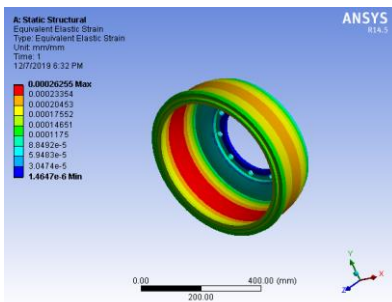 A: Static Structural
Equivalent Elastic Strain
Type: Equivalent Elastic Strain
Unit: mm/mm
Time: 1
12/7/2019 6:32 PM
0.00026255 Max
0.00023354
0.00020453
0.00017552
0.00014651
0.0001175
8.8492e-5
5.9483e-5
3.0474e-5
1.4647e-6 Min
ANSYS
R14.5
0.00
400.00 (mm)
200.00
Y
X
Z